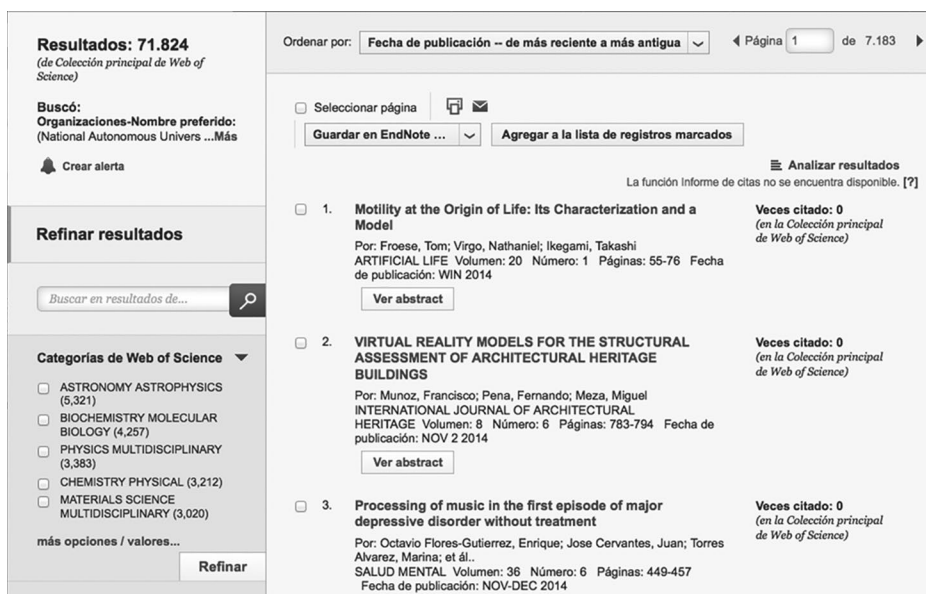 Resultados: 71.824
(de Colección principal de Web of
Science)
Buscó:
Organizaciones-Nombre preferido:
(National Autonomous Univers ...Más
Crear alerta
Refinar resultados
Buscar en resultados de...
Categorías de Web of Science
ASTRONOMY ASTROPHYSICS
(5,321)
BIOCHEMISTRY MOLECULAR
BIOLOGY (4,257)
PHYSICS MULTIDISCIPLINARY
(3,383)
CHEMISTRY PHYSICAL (3,212)
MATERIALS SCIENCE
MULTIDISCIPLINARY (3,020)
más opciones / valores...
Refinar
Ordenar por: Fecha de publicación -- de más reciente a más antigua
Página 1 de 7.183
Seleccionar página
Guardar en EndNote ... Agregar a la lista de registros marcados
Analizar resultados
La función Informe de citas no se encuentra disponible. [?]
1. Motility at the Origin of Life: Its Characterization and a
Model
Por: Froese, Tom; Virgo, Nathaniel; Ikegami, Takashi
ARTIFICIAL LIFE Volumen: 20 Número: 1 Páginas: 55-76 Fecha
de publicación: WIN 2014
Ver abstract
Veces citado: 0
(en la Colección principal
de Web of Science)
2. VIRTUAL REALITY MODELS FOR THE STRUCTURAL
ASSESSMENT OF ARCHITECTURAL HERITAGE
BUILDINGS
Por: Munoz, Francisco; Pena, Fernando; Meza, Miguel
INTERNATIONAL JOURNAL OF ARCHITECTURAL
HERITAGE Volumen: 8 Número: 6 Páginas: 783-794 Fecha de
publicación: NOV 2 2014
Ver abstract
Veces citado: 0
(en la Colección principal
de Web of Science)
3. Processing of music in the first episode of major
depressive disorder without treatment
Por: Octavio Flores-Gutierrez, Enrique; Jose Cervantes, Juan; Torres
Alvarez, Marina; et ál..
SALUD MENTAL Volumen: 36 Número: 6 Páginas: 449-457
Fecha de publicación: NOV-DEC 2014
Veces citado: 0
(en la Colección principal
de Web of Science)